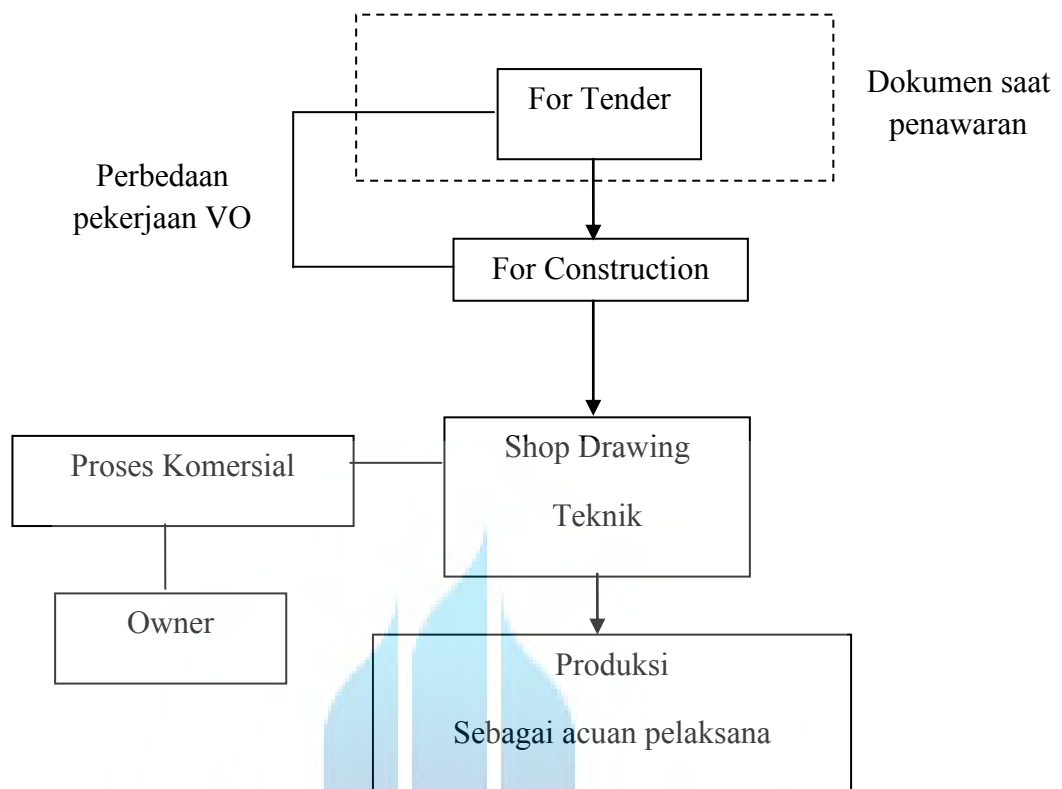 For Tender
Dokumen saat
penawaran
Perbedaan
pekerjaan VO
For Construction
Shop Drawing
Teknik
Proses Komersial
Owner
Produksi
Sebagai acuan pelaksana